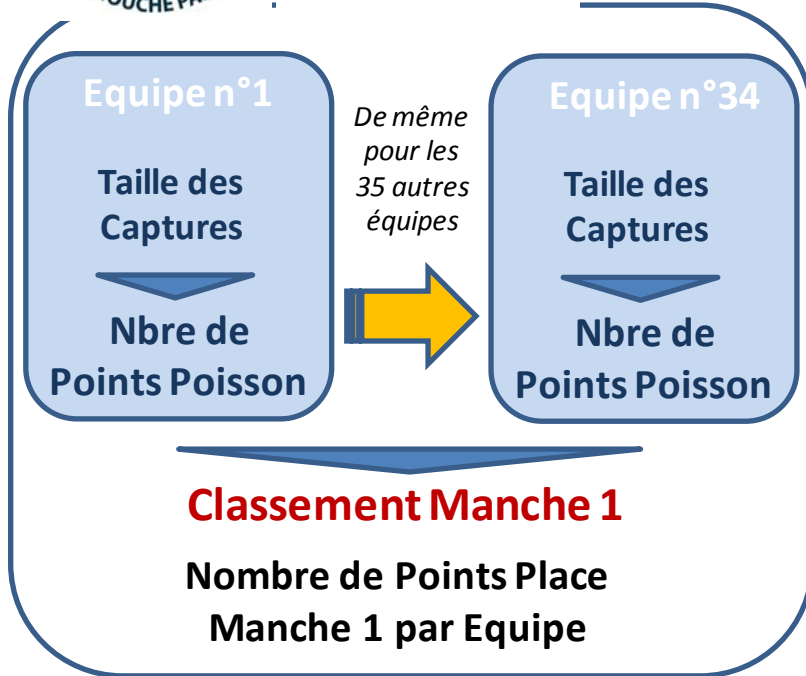 OUCHE
Equipe n°1
Taille des
Captures
Nbre de
Points Poisson
De même
pour les
35 autres
équipes
Equipe n°34
Taille des
Captures
Nbre de
Points Poisson
Classement Manche 1
Nombre de Points Place
Manche 1 par Equipe